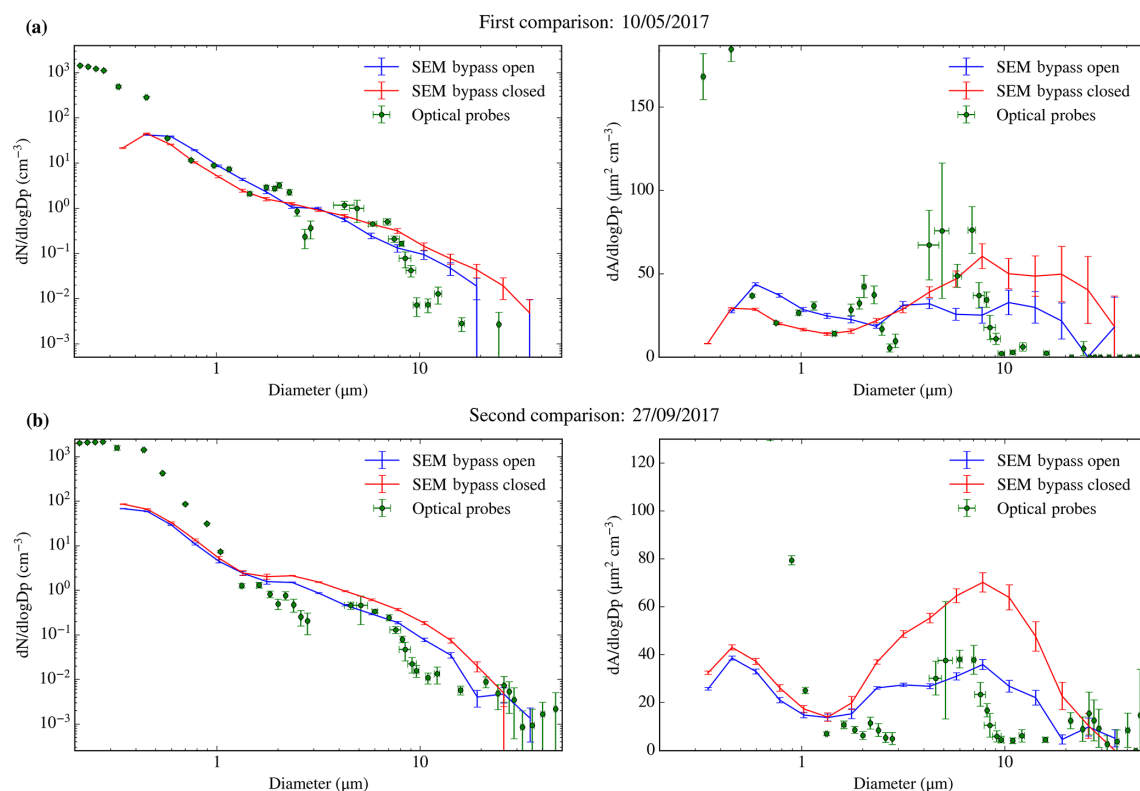 First comparison: 10/05/2017
(a)
dN/dlogDp (cm⁻³)
10³
10²
10¹
10⁰
10⁻¹
10⁻²
10⁻³
SEM bypass open
SEM bypass closed
Optical probes
1
10
Diameter (μm)
dA/dlogDp (μm² cm⁻³)
150
100
50
0
SEM bypass open
SEM bypass closed
Optical probes
1
10
Diameter (μm)
Second comparison: 27/09/2017
(b)
dN/dlogDp (cm⁻³)
10³
10²
10¹
10⁰
10⁻¹
10⁻²
10⁻³
SEM bypass open
SEM bypass closed
Optical probes
1
10
Diameter (μm)
dA/dlogDp (μm² cm⁻³)
120
100
80
60
40
20
0
SEM bypass open
SEM bypass closed
Optical probes
1
10
Diameter (μm)